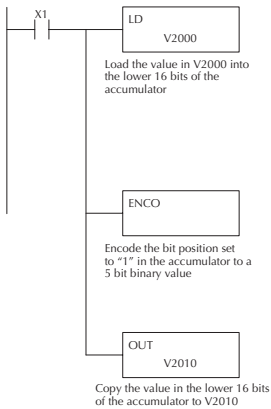 X1
LD
V2000
Load the value in V2000 into
the lower 16 bits of the
accumulator
ENCO
Encode the bit position set
to “1” in the accumulator to a
5 bit binary value
OUT
V2010
Copy the value in the lower 16 bits
of the accumulator to V2010